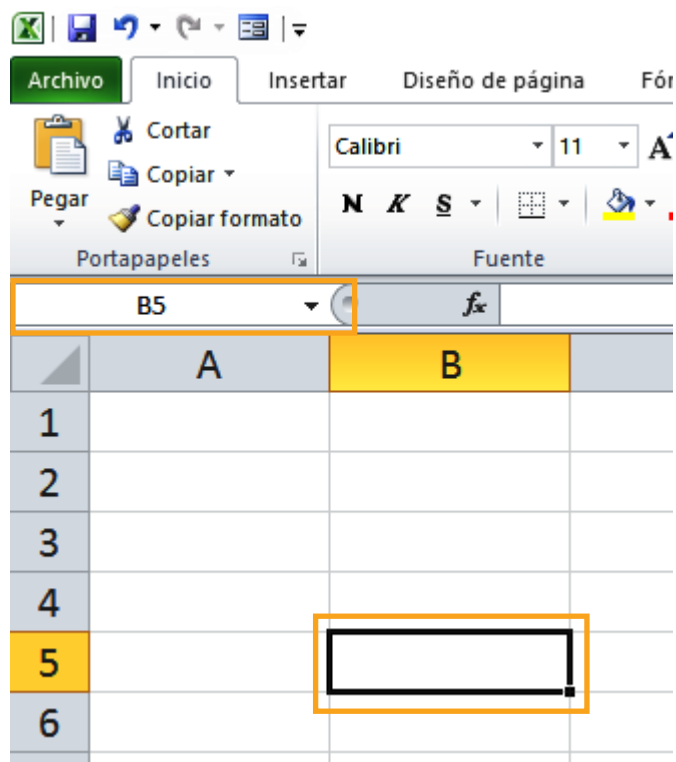 Archivo Inicio Insertar Diseño de página Fór
Cortar
Calibri 11 A
Copiar
Pegar
N K S
Copiar formato
Portapapeles Fuente
B5 fx
A B
1
2
3
4
5
6